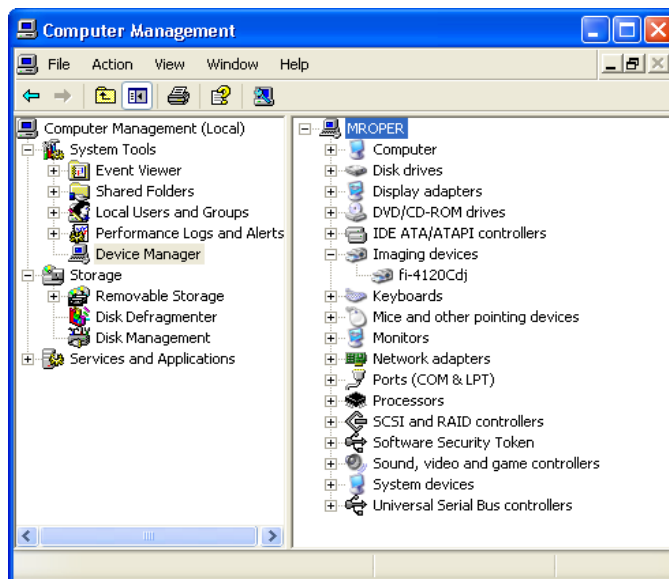 Computer Management
File Action View Window Help
Computer Management (Local)
System Tools
Event Viewer
Shared Folders
Local Users and Groups
Performance Logs and Alerts
Device Manager
Storage
Removable Storage
Disk Defragmenter
Disk Management
Services and Applications
MROPER
Computer
Disk drives
Display adapters
DVD/CD-ROM drives
IDE ATA/ATAPI controllers
Imaging devices
fi-4120Cdj
Keyboards
Mice and other pointing devices
Monitors
Network adapters
Ports (COM & LPT)
Processors
SCSI and RAID controllers
Software Security Token
Sound, video and game controllers
System devices
Universal Serial Bus controllers